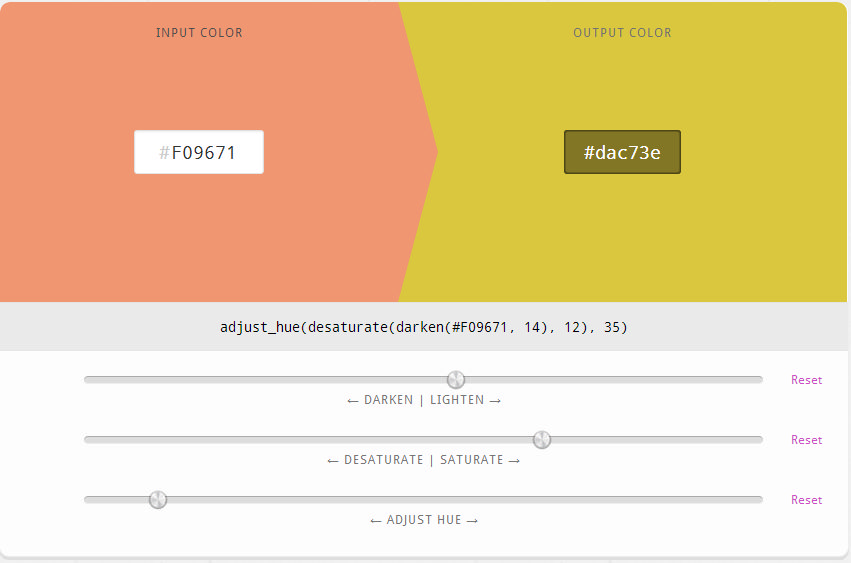 INPUT COLOR
OUTPUT COLOR
#F09671
#dac73e
adjust_hue(desaturate(darken(#F09671, 14), 12), 35)
Reset
← DARKEN | LIGHTEN →
Reset
← DESATURATE | SATURATE →
Reset
← ADJUST HUE →